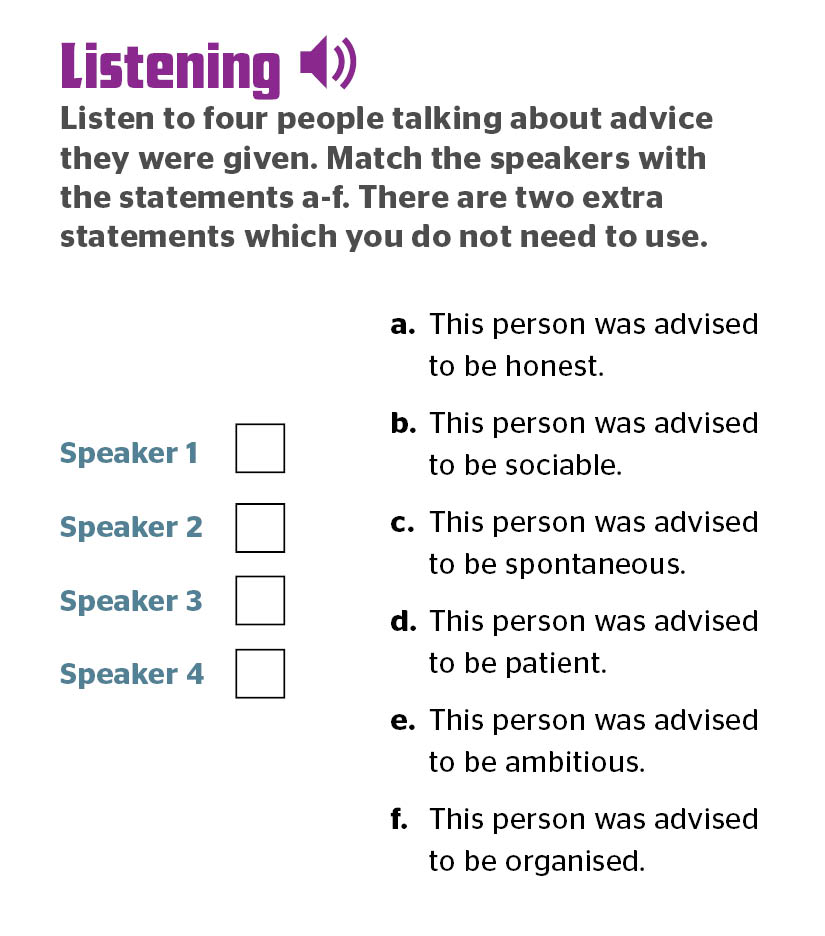 Listening
Listen to four people talking about advice
they were given. Match the speakers with
the statements a-f. There are two extra
statements which you do not need to use.
Speaker 1
Speaker 2
Speaker 3
Speaker 4
a. This person was advised
to be honest.
b. This person was advised
to be sociable.
c. This person was advised
to be spontaneous.
d. This person was advised
to be patient.
e. This person was advised
to be ambitious.
f. This person was advised
to be organised.